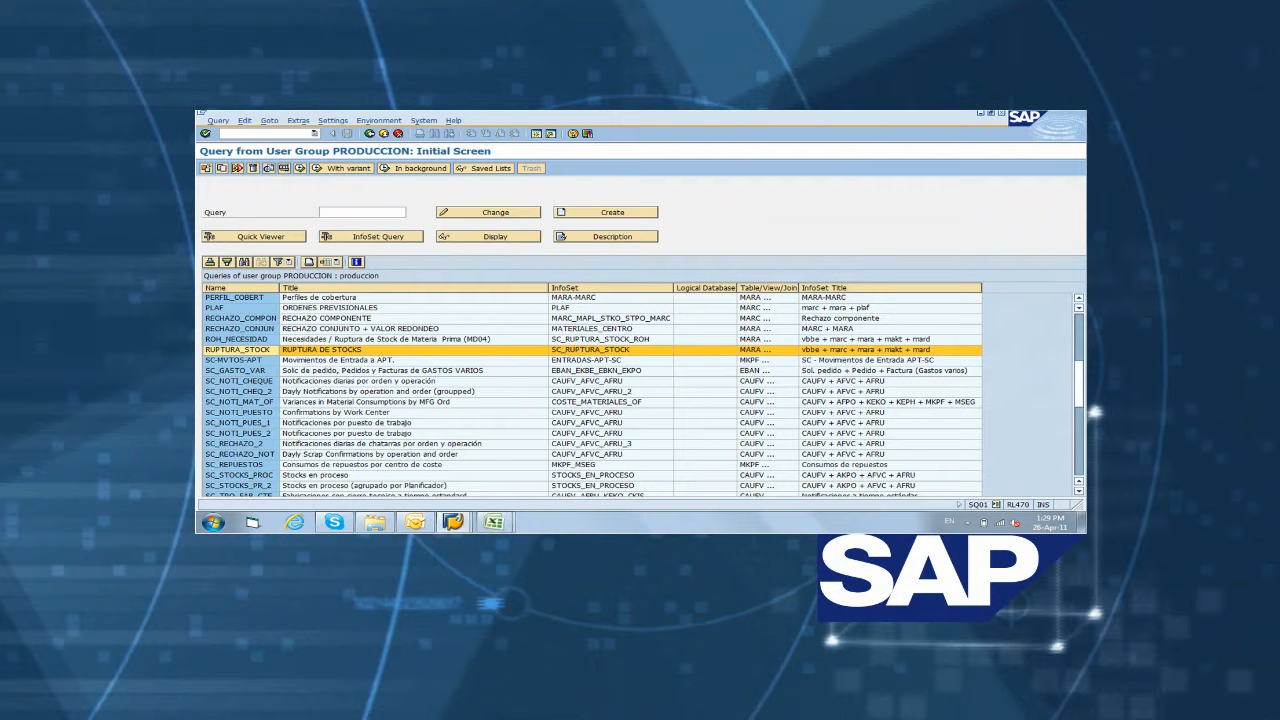 Query Edit Goto Extras Settings Environment System Help
SAP
Query from User Group PRODUCCION: Initial Screen
With variant In background Saved Lists Trash
Query Change Create
Quick Viewer InfoSet Query Display Description
Queries of user group PRODUCCION : produccion
Name Title InfoSet Logical Database Table/View/Join InfoSet Title
PERFIL_COBERT Perfiles de cobertura MARA-MARC MARA ... MARA-MARC
PLAF ORDENES PREVISIONALES PLAF MARC ... marc + mara + plaf
RECHAZO_COMPON RECHAZO COMPONENTE MARC_MAPL_STKO_STPO_MARC MARC ... Rechazo componente
RECHAZO_CONJUN RECHAZO CONJUNTO + VALOR REDONDEO MATERIALES_CENTRO MARC ... MARC + MARA
ROH_NECESIDAD Necesidades / Ruptura de Stock de Materia Prima (MD04) SC_RUPTURA_STOCK_ROH MARA ... vbbe + marc + mara + makt + mard
RUPTURA_STOCK RUPTURA DE STOCKS SC_RUPTURA_STOCK MARA ... vbbe + marc + mara + makt + mard
SC-MVTOS-APT Movimientos de Entrada a APT. ENTRADAS-APT-SC MKPF ... SC - Movimientos de Entrada APT-SC
SC_GASTO_VAR Solic de pedido, Pedidos y Facturas de GASTOS VARIOS EBAN_EKBE_EBKN_EKPO EBAN ... Sol. pedido + Pedido + Factura (Gastos varios)
SC_NOTI_CHEQUE Notificaciones diarias por orden y operación CAUFV_AFVC_AFRU CAUFV ... CAUFV + AFVC + AFRU
SC_NOTI_CHEQ_2 Dayly Notifications by operation and order (grupped) CAUFV_AFVC_AFRU_2 CAUFV ... CAUFV + AFVC + AFRU
SC_NOTI_MAT_OF Variances in Material Consumptions by MFG Ord COSTE_MATERIALES_OF CAUFV ... CAUFV + AFPO + KEKO + KEPH + MKPF + MSEG
SC_NOTI_PUESTO Confirmations by Work Center CAUFV_AFVC_AFRU CAUFV ... CAUFV + AFVC + AFRU
SC_NOTI_PUES_1 Notificaciones por puesto de trabajo CAUFV_AFVC_AFRU CAUFV ... CAUFV + AFVC + AFRU
SC_NOTI_PUES_2 Notificaciones por puesto de trabajo CAUFV_AFVC_AFRU CAUFV ... CAUFV + AFVC + AFRU
SC_RECHAZO_2 Notificaciones diarias de chatarras por orden y operación CAUFV_AFVC_AFRU_3 CAUFV ... CAUFV + AFVC + AFRU
SC_RECHAZO_NOT Dayly Scrap Confirmations by operation and order CAUFV_AFVC_AFRU CAUFV ... CAUFV + AFVC + AFRU
SC_REPUESTOS Consumos de repuestos por centro de coste MKPF_MSEG MKPF ... Consumos de repuestos
SC_STOCKS_PROC Stocks en proceso STOCKS_EN_PROCESO CAUFV ... CAUFV + AKPO + AFVC + AFRU
SC_STOCKS_PR_2 Stocks en proceso (agrupado por Planificador) STOCKS_EN_PROCESO CAUFV ... CAUFV + AKPO + AFVC + AFRU
SQ01 RL470 INS
EN 1:29 PM
26-Apr-11
SAP